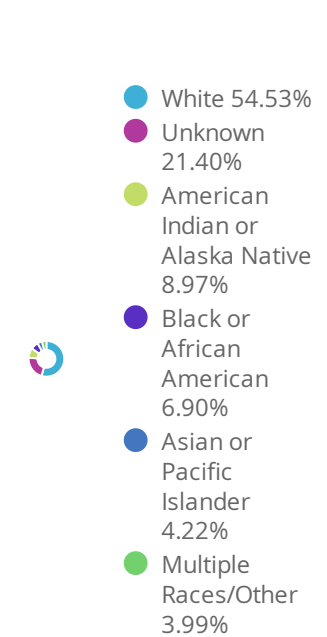 White 54.53%
Unknown
21.40%
American
Indian or
Alaska Native
8.97%
Black or
African
American
6.90%
Asian or
Pacific
Islander
4.22%
Multiple
Races/Other
3.99%